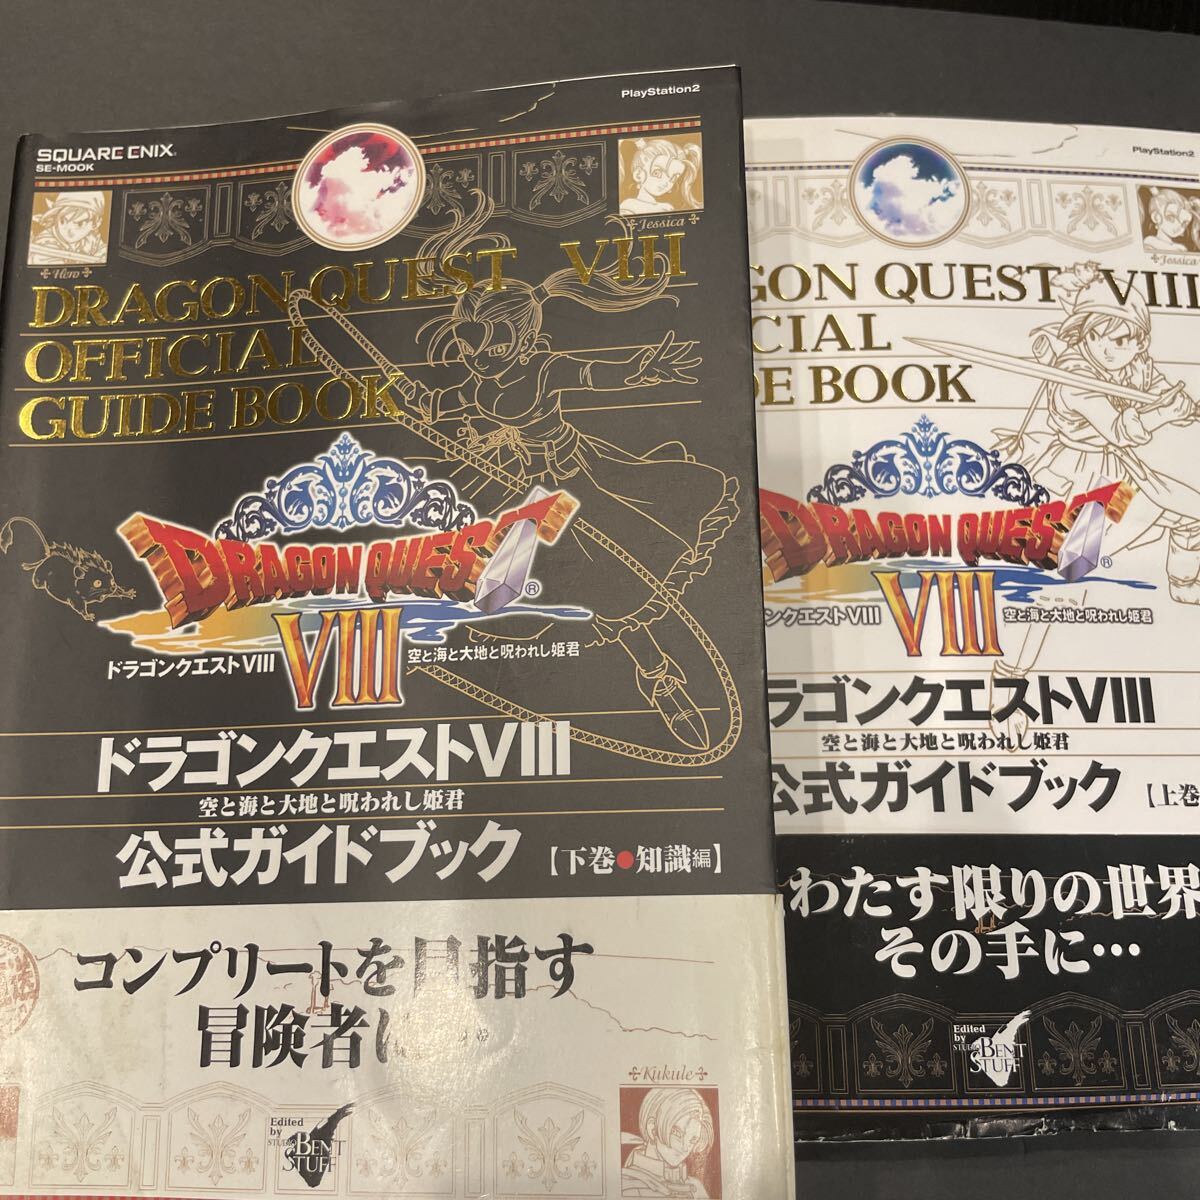 SQUARE ENIX
SE-MOOK
PlayStation2
Hero
Jessica
DRAGON QUEST VIII
OFFICIAL
GUIDE BOOK
DRAGON QUEST
VIII
ドラゴンクエストVIII
空と海と大地と呪われし姫君
ドラゴンクエストVIII
空と海と大地と呪われし姫君
公式ガイドブック
【下巻●知識編】
コンプリートを目指す
冒険者に
Kukule
Edited
by
STUDIO
BENT
STUFF
PlayStation2
Jessica
GON QUEST VIII
CIAL
DE BOOK
DRAGON QUEST
VIII
ンクエストVIII
空と海と大地と呪われし姫君
ラゴンクエストVIII
空と海と大地と呪われし姫君
公式ガイドブック
【上巻
わたす限りの世界
その手に…
Edited
by
STUDIO
BENT
STUFF